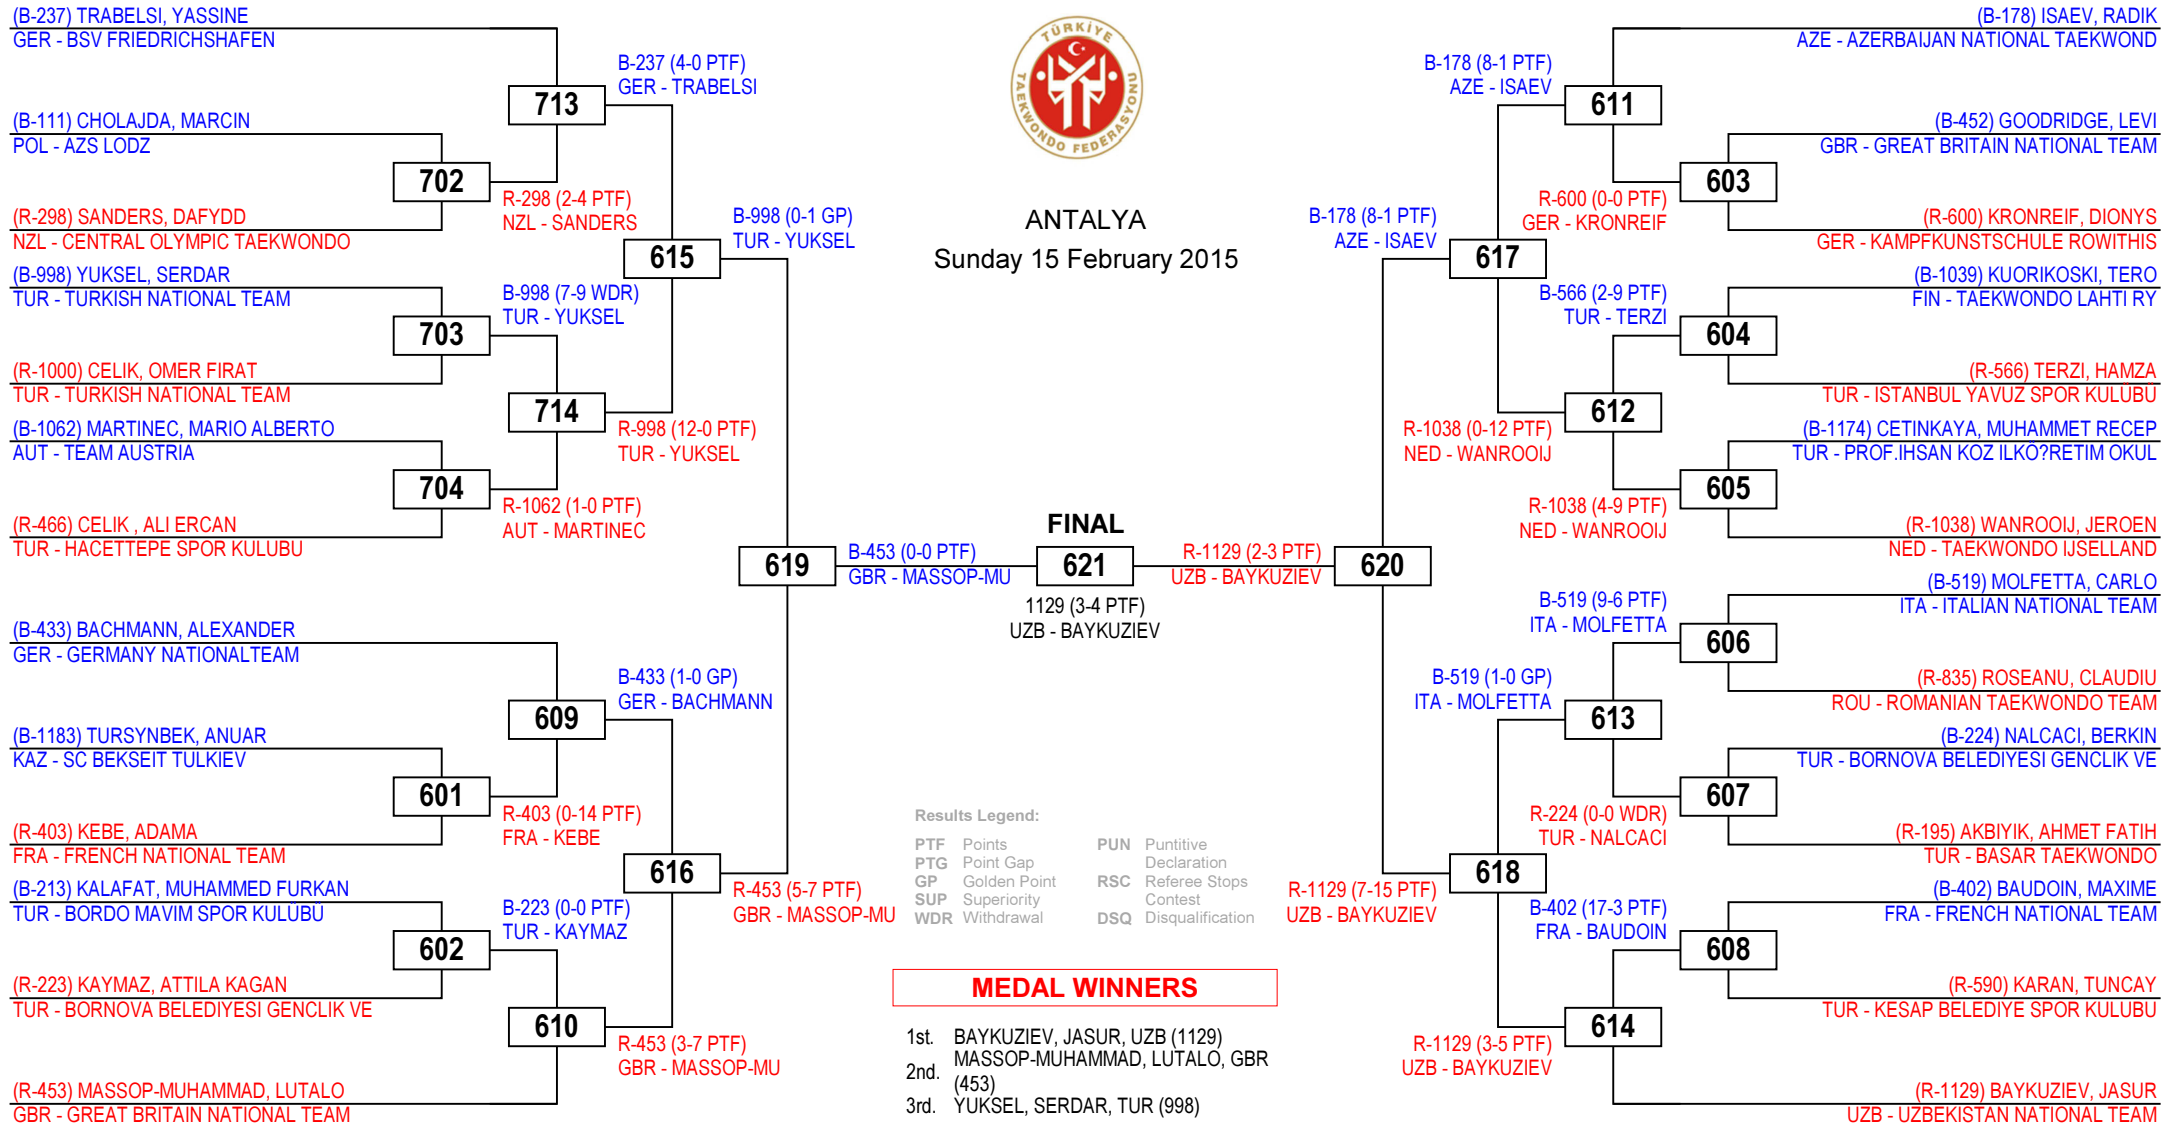 (B-237) TRABELSI, YASSINE
GER - BSV FRIEDRICHSHAFEN
(B-111) CHOLAJDA, MARCIN
POL - AZS LODZ
(R-298) SANDERS, DAFYDD
NZL - CENTRAL OLYMPIC TAEKWONDO
(B-998) YUKSEL, SERDAR
TUR - TURKISH NATIONAL TEAM
(R-1000) CELIK, OMER FIRAT
TUR - TURKISH NATIONAL TEAM
(B-1062) MARTINEC, MARIO ALBERTO
AUT - TEAM AUSTRIA
(R-466) CELIK , ALI ERCAN
TUR - HACETTEPE SPOR KULUBU
(B-433) BACHMANN, ALEXANDER
GER - GERMANY NATIONALTEAM
(B-1183) TURSYNBEK, ANUAR
KAZ - SC BEKSEIT TULKIEV
(R-403) KEBE, ADAMA
FRA - FRENCH NATIONAL TEAM
(B-213) KALAFAT, MUHAMMED FURKAN
TUR - BORDO MAVIM SPOR KULÜBÜ
(R-223) KAYMAZ, ATTILA KAGAN
TUR - BORNOVA BELEDIYESI GENCLIK VE
(R-453) MASSOP-MUHAMMAD, LUTALO
GBR - GREAT BRITAIN NATIONAL TEAM
702
703
704
601
602
R-298 (2-4 PTF)
NZL - SANDERS
B-998 (7-9 WDR)
TUR - YUKSEL
R-1062 (1-0 PTF)
AUT - MARTINEC
R-403 (0-14 PTF)
FRA - KEBE
B-223 (0-0 PTF)
TUR - KAYMAZ
713
714
609
610
B-237 (4-0 PTF)
GER - TRABELSI
R-998 (12-0 PTF)
TUR - YUKSEL
B-433 (1-0 GP)
GER - BACHMANN
R-453 (3-7 PTF)
GBR - MASSOP-MU
615
616
B-998 (0-1 GP)
TUR - YUKSEL
R-453 (5-7 PTF)
GBR - MASSOP-MU
619
B-453 (0-0 PTF)
GBR - MASSOP-MU
TÜRKİYE
TAEKWONDO FEDERASYONU
ANTALYA
Sunday 15 February 2015
FINAL
621
1129 (3-4 PTF)
UZB - BAYKUZIEV
Results Legend:
PTF Points
PTG Point Gap
GP Golden Point
SUP Superiority
WDR Withdrawal
PUN Puntitive
Declaration
RSC Referee Stops
Contest
DSQ Disqualification
MEDAL WINNERS
1st. BAYKUZIEV, JASUR, UZB (1129)
2nd. MASSOP-MUHAMMAD, LUTALO, GBR
(453)
3rd. YUKSEL, SERDAR, TUR (998)
R-1129 (2-3 PTF)
UZB - BAYKUZIEV
620
B-178 (8-1 PTF)
AZE - ISAEV
R-1129 (7-15 PTF)
UZB - BAYKUZIEV
617
618
B-178 (8-1 PTF)
AZE - ISAEV
R-1038 (0-12 PTF)
NED - WANROOIJ
B-519 (1-0 GP)
ITA - MOLFETTA
R-1129 (3-5 PTF)
UZB - BAYKUZIEV
611
612
613
614
R-600 (0-0 PTF)
GER - KRONREIF
B-566 (2-9 PTF)
TUR - TERZI
R-1038 (4-9 PTF)
NED - WANROOIJ
B-519 (9-6 PTF)
ITA - MOLFETTA
R-224 (0-0 WDR)
TUR - NALCACI
B-402 (17-3 PTF)
FRA - BAUDOIN
603
604
605
606
607
608
(B-178) ISAEV, RADIK
AZE - AZERBAIJAN NATIONAL TAEKWOND
(B-452) GOODRIDGE, LEVI
GBR - GREAT BRITAIN NATIONAL TEAM
(R-600) KRONREIF, DIONYS
GER - KAMPFKUNSTSCHULE ROWITHIS
(B-1039) KUORIKOSKI, TERO
FIN - TAEKWONDO LAHTI RY
(R-566) TERZI, HAMZA
TUR - ISTANBUL YAVUZ SPOR KULÜBÜ
(B-1174) CETINKAYA, MUHAMMET RECEP
TUR - PROF.IHSAN KOZ ILKÖ?RETIM OKUL
(R-1038) WANROOIJ, JEROEN
NED - TAEKWONDO IJSELLAND
(B-519) MOLFETTA, CARLO
ITA - ITALIAN NATIONAL TEAM
(R-835) ROSEANU, CLAUDIU
ROU - ROMANIAN TAEKWONDO TEAM
(B-224) NALCACI, BERKIN
TUR - BORNOVA BELEDIYESI GENCLIK VE
(R-195) AKBIYIK, AHMET FATIH
TUR - BASAR TAEKWONDO
(B-402) BAUDOIN, MAXIME
FRA - FRENCH NATIONAL TEAM
(R-590) KARAN, TUNCAY
TUR - KESAP BELEDIYE SPOR KULUBU
(R-1129) BAYKUZIEV, JASUR
UZB - UZBEKISTAN NATIONAL TEAM